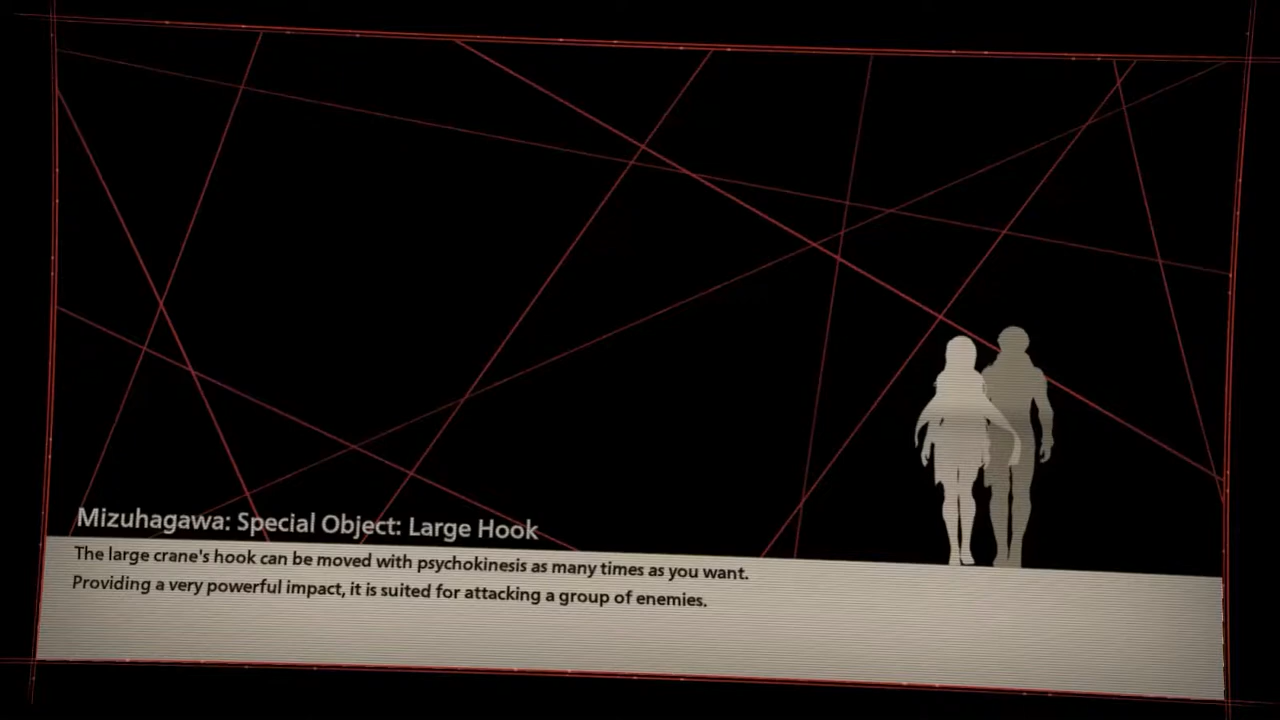 Mizuhagawa: Special Object: Large Hook
The large crane's hook can be moved with psychokinesis as many times as you want.
Providing a very powerful impact, it is suited for attacking a group of enemies.